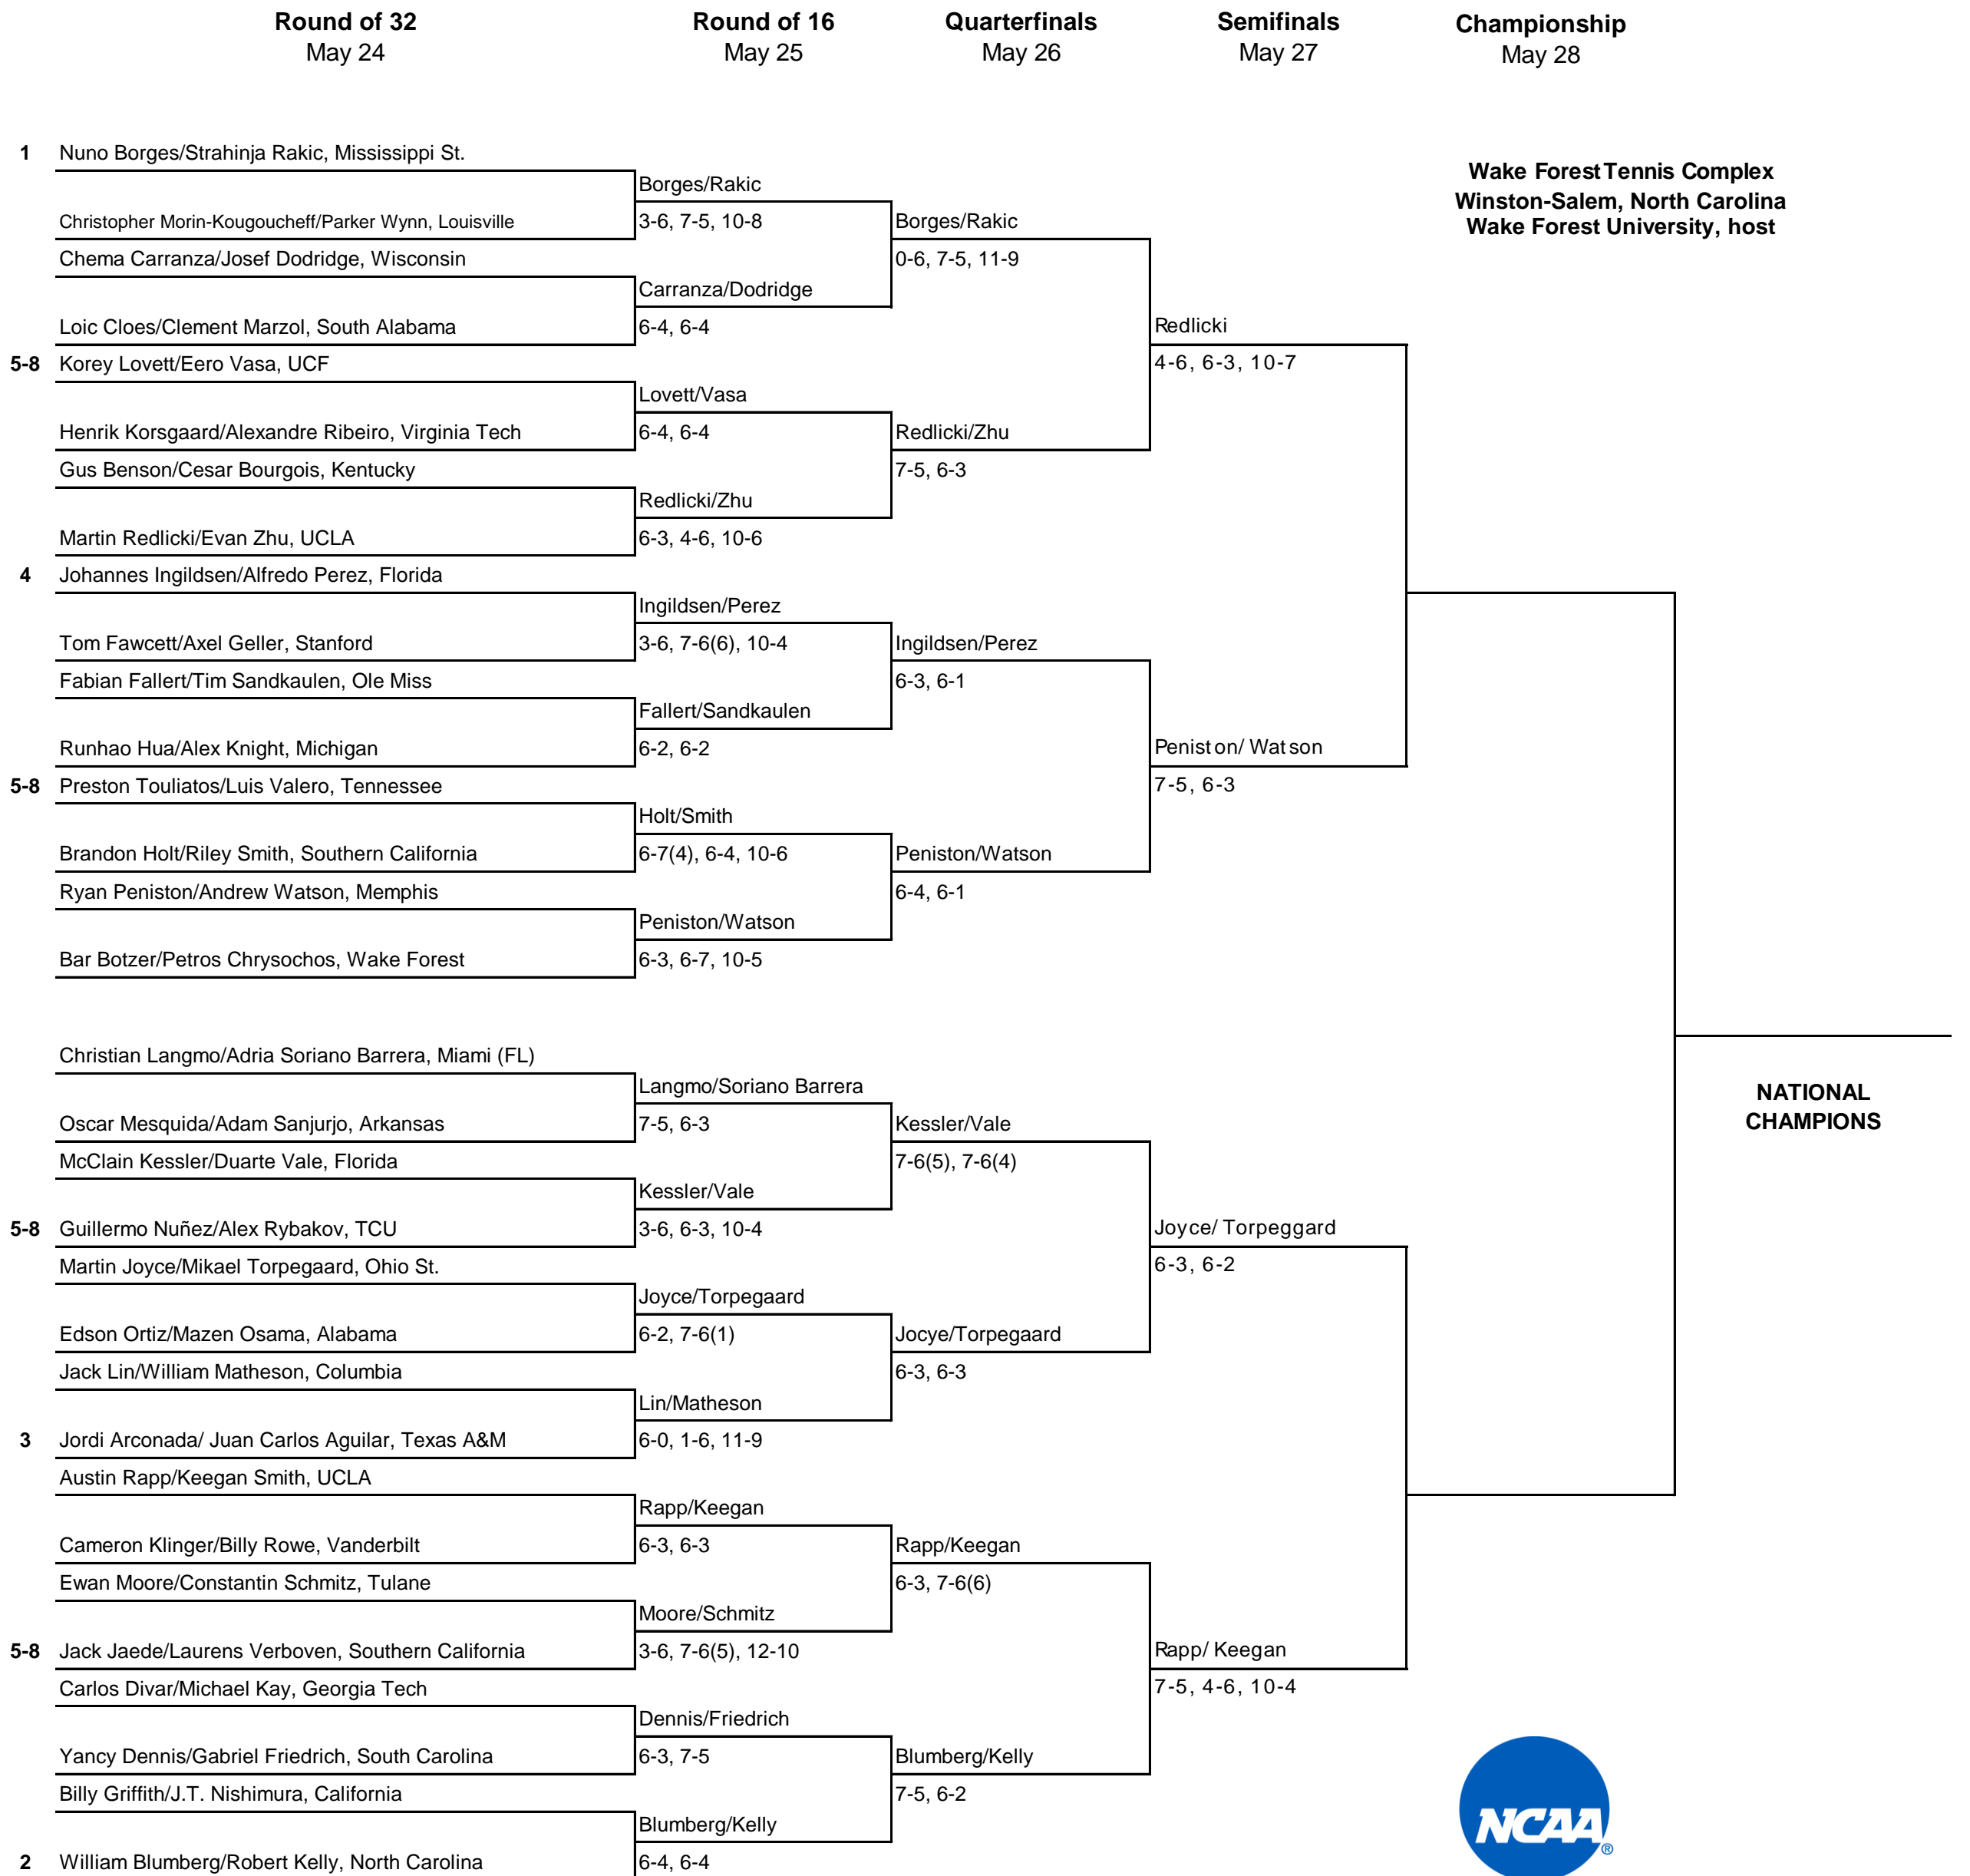 Round of 32 Round of 16 Quarterfinals Semifinals Championship
May 24 May 25 May 26 May 27 May 28
1 Nuno Borges/Strahinja Rakic, Mississippi St.
Wake Forest Tennis Complex
Borges/Rakic
Winston-Salem, North Carolina
Christopher Morin-Kougoucheff/Parker Wynn, Louisville 3-6, 7-5, 10-8 Borges/Rakic
Wake Forest University, host
Chema Carranza/Josef Dodridge, Wisconsin 0-6, 7-5, 11-9
Carranza/Dodridge
Loic Cloes/Clement Marzol, South Alabama 6-4, 6-4 Redlicki
5-8 Korey Lovett/Eero Vasa, UCF 4-6, 6-3, 10-7
Lovett/Vasa
Henrik Korsgaard/Alexandre Ribeiro, Virginia Tech 6-4, 6-4 Redlicki/Zhu
Gus Benson/Cesar Bourgois, Kentucky 7-5, 6-3
Redlicki/Zhu
Martin Redlicki/Evan Zhu, UCLA 6-3, 4-6, 10-6
4 Johannes Ingildsen/Alfredo Perez, Florida
Ingildsen/Perez
Tom Fawcett/Axel Geller, Stanford 3-6, 7-6(6), 10-4 Ingildsen/Perez
Fabian Fallert/Tim Sandkaulen, Ole Miss 6-3, 6-1
Fallert/Sandkaulen
Runhao Hua/Alex Knight, Michigan 6-2, 6-2 Peniston/ Watson
5-8 Preston Touliatos/Luis Valero, Tennessee 7-5, 6-3
Holt/Smith
Brandon Holt/Riley Smith, Southern California 6-7(4), 6-4, 10-6 Peniston/Watson
Ryan Peniston/Andrew Watson, Memphis 6-4, 6-1
Peniston/Watson
Bar Botzer/Petros Chrysochos, Wake Forest 6-3, 6-7, 10-5
Christian Langmo/Adria Soriano Barrera, Miami (FL)
Langmo/Soriano Barrera NATIONAL
Oscar Mesquida/Adam Sanjurjo, Arkansas 7-5, 6-3 Kessler/Vale CHAMPIONS
McClain Kessler/Duarte Vale, Florida 7-6(5), 7-6(4)
Kessler/Vale
5-8 Guillermo Nuñez/Alex Rybakov, TCU 3-6, 6-3, 10-4 Joyce/ Torpeggard
Martin Joyce/Mikael Torpegaard, Ohio St. 6-3, 6-2
Joyce/Torpegaard
Edson Ortiz/Mazen Osama, Alabama 6-2, 7-6(1) Jocye/Torpegaard
Jack Lin/William Matheson, Columbia 6-3, 6-3
Lin/Matheson
3 Jordi Arconada/ Juan Carlos Aguilar, Texas A&M 6-0, 1-6, 11-9
Austin Rapp/Keegan Smith, UCLA
Rapp/Keegan
Cameron Klinger/Billy Rowe, Vanderbilt 6-3, 6-3 Rapp/Keegan
Ewan Moore/Constantin Schmitz, Tulane 6-3, 7-6(6)
Moore/Schmitz
5-8 Jack Jaede/Laurens Verboven, Southern California 3-6, 7-6(5), 12-10 Rapp/ Keegan
Carlos Divar/Michael Kay, Georgia Tech 7-5, 4-6, 10-4
Dennis/Friedrich
Yancy Dennis/Gabriel Friedrich, South Carolina 6-3, 7-5 Blumberg/Kelly
Billy Griffith/J.T. Nishimura, California 7-5, 6-2
Blumberg/Kelly
NCAA®
2 William Blumberg/Robert Kelly, North Carolina 6-4, 6-4